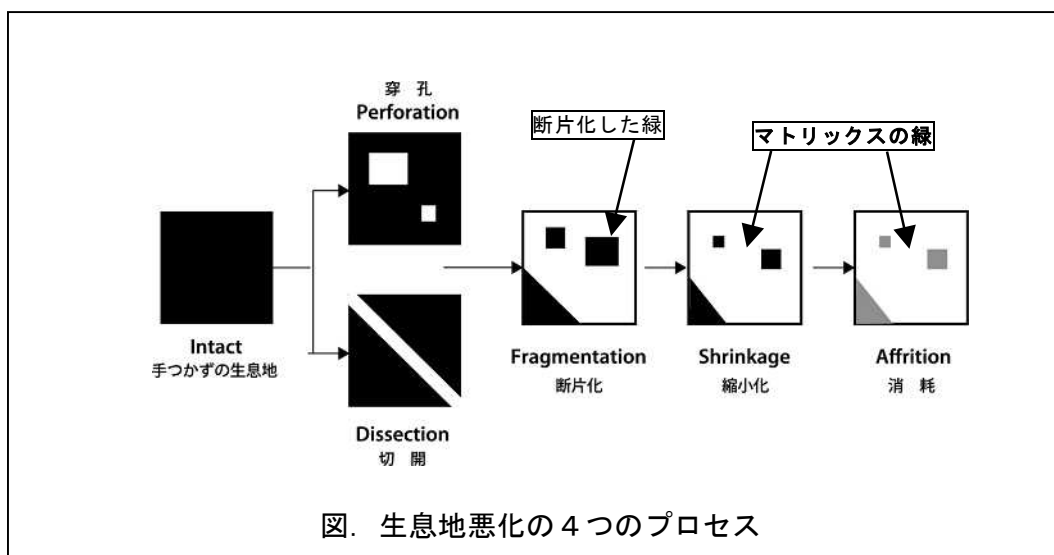 穿　孔
Perforation
断片化した緑
マトリックスの緑
Intact
手つかずの生息地
Dissection
切　開
Fragmentation
断片化
Shrinkage
縮小化
Affrition
消　耗
図. 生息地悪化の４つのプロセス